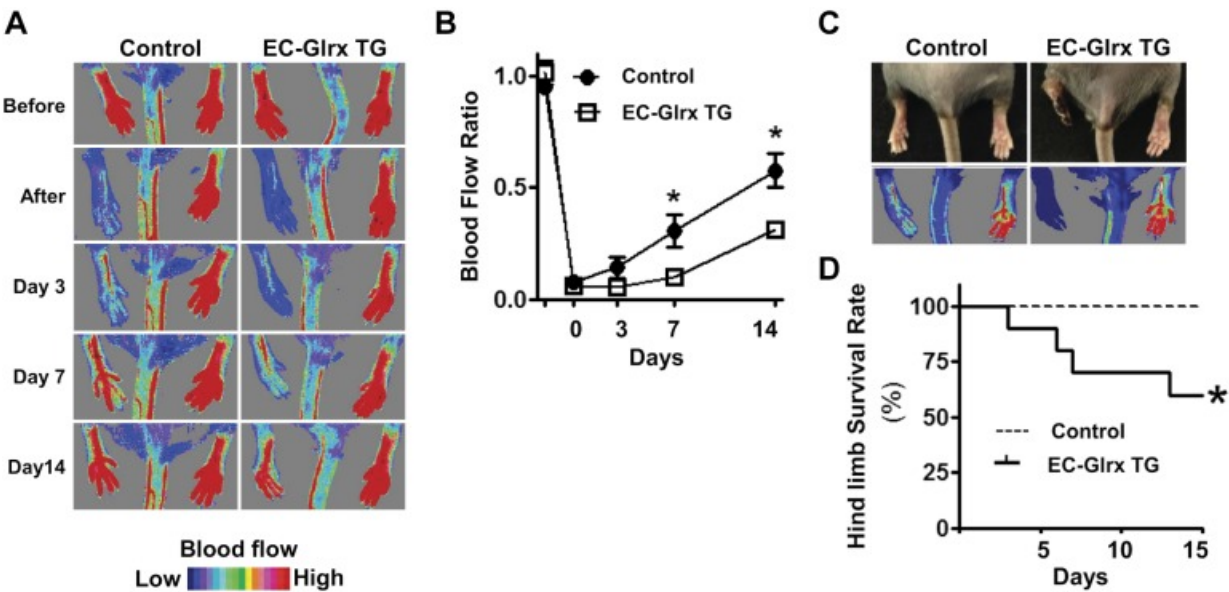 A
Control EC-Glrx TG
Before
After
Day 3
Day 7
Day14
Blood flow
Low High
B
Blood Flow Ratio
1.0
0.5
0.0
Control
EC-Glrx TG
*
*
0 3 7 14
Days
C
Control EC-Glrx TG
D
Hind limb Survival Rate
(%)
100
75
50
25
0
Control
EC-Glrx TG
*
5 10 15
Days